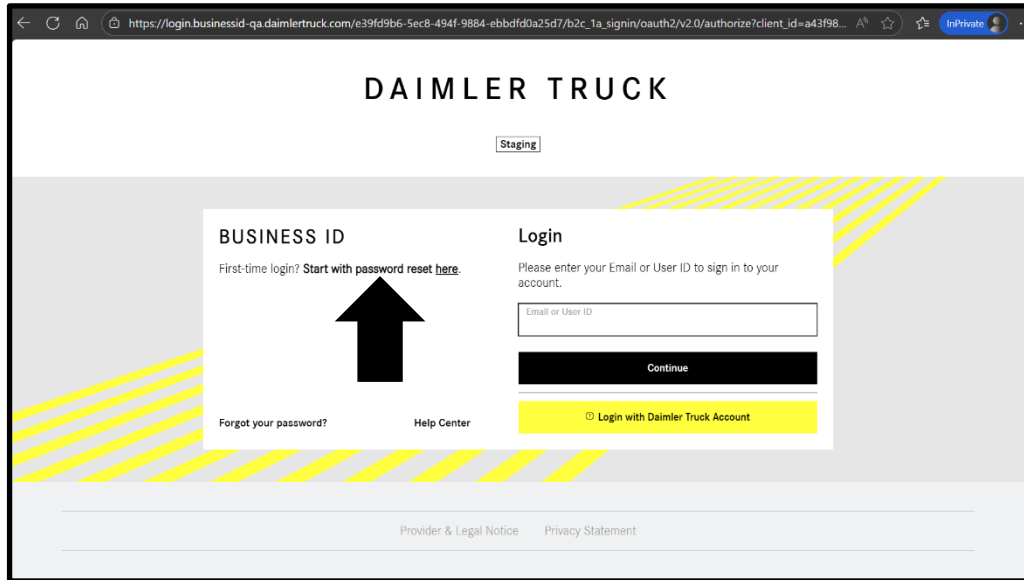 https://login.businessid-qa.daimlertruck.com/e39fd9b6-5ec8-494f-9884-ebbdfd0a25d7/b2c_1a_signin/oauth2/v2.0/authorize?client_id=a43f98...
InPrivate
DAIMLER TRUCK
Staging
BUSINESS ID
First-time login? Start with password reset here.
Forgot your password?
Help Center
Login
Please enter your Email or User ID to sign in to your
account.
Email or User ID
Continue
Login with Daimler Truck Account
Provider & Legal Notice
Privacy Statement